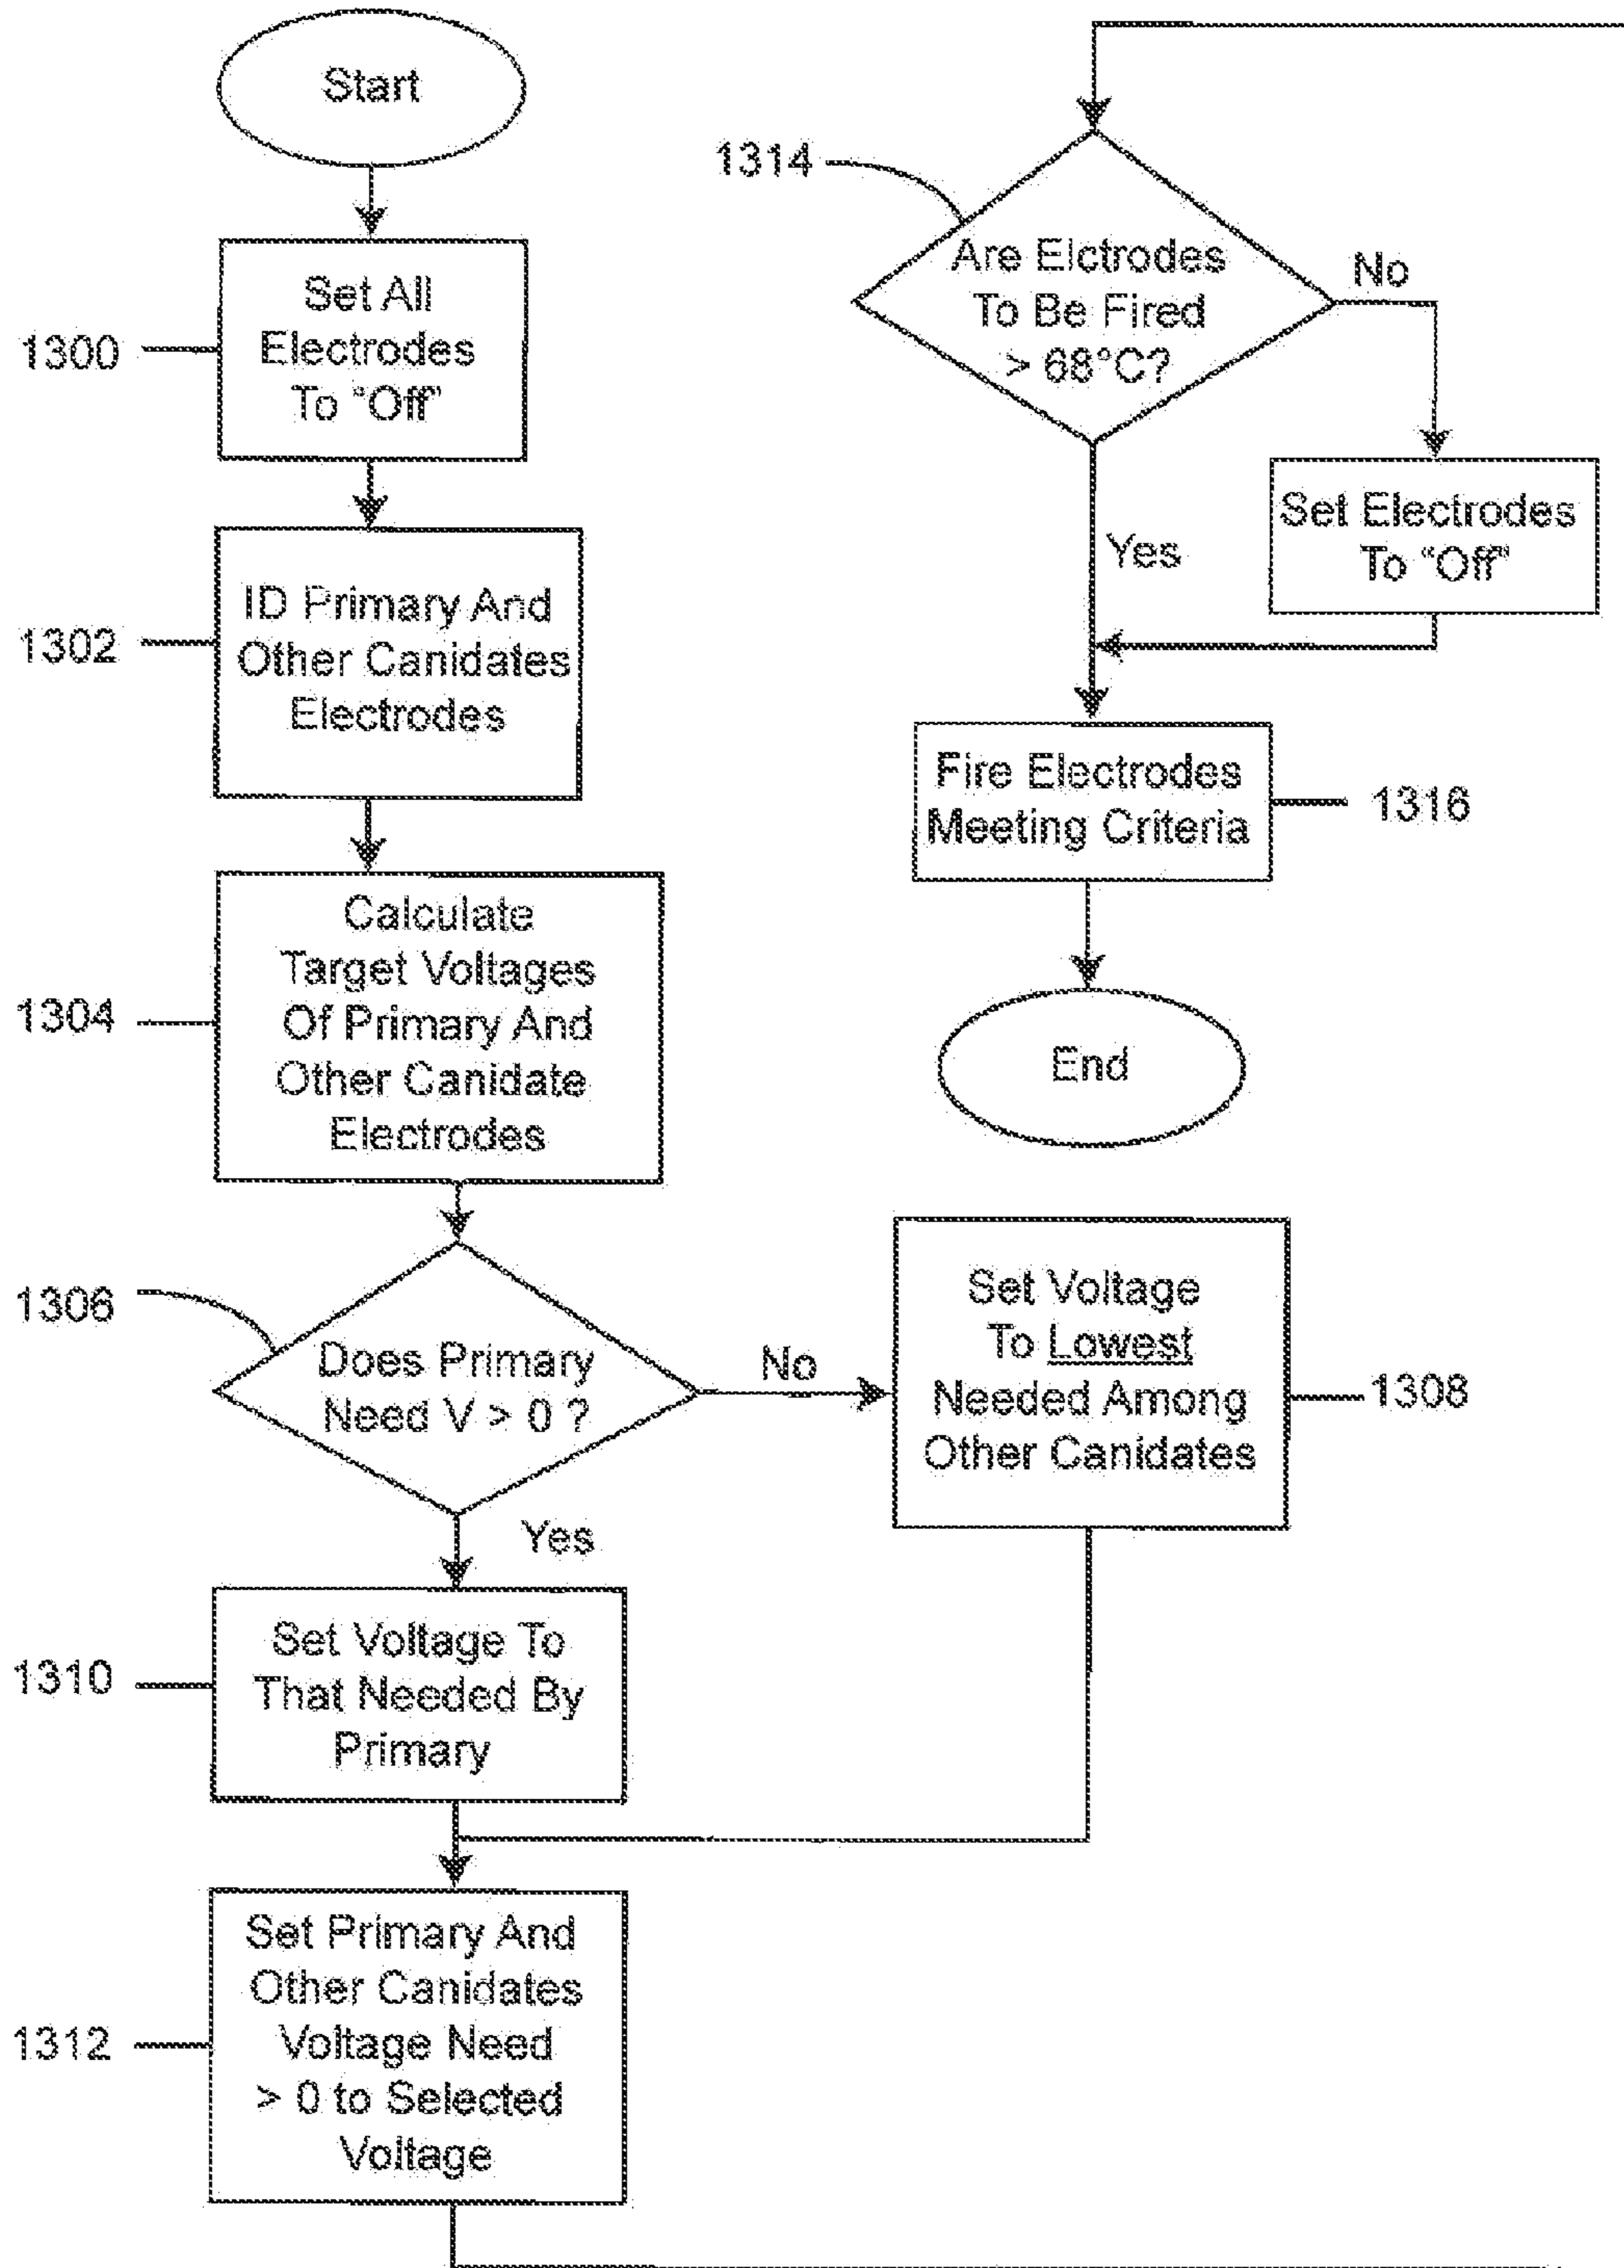 Start
1300
Set All
Electrodes
To "Off"
1302
ID Primary And
Other Canidates
Electrodes
1304
Calculate
Target Voltages
Of Primary And
Other Canidate
Electrodes
1306
Does Primary
Need V > 0 ?
No
Yes
Set Voltage
To Lowest
Needed Among
Other Canidates
1308
1310
Set Voltage To
That Needed By
Primary
1312
Set Primary And
Other Canidates
Voltage Need
> 0 to Selected
Voltage
1314
Are Elctrodes
To Be Fired
> 68°C?
No
Yes
Set Electrodes
To "Off"
Fire Electrodes
Meeting Criteria
1316
End